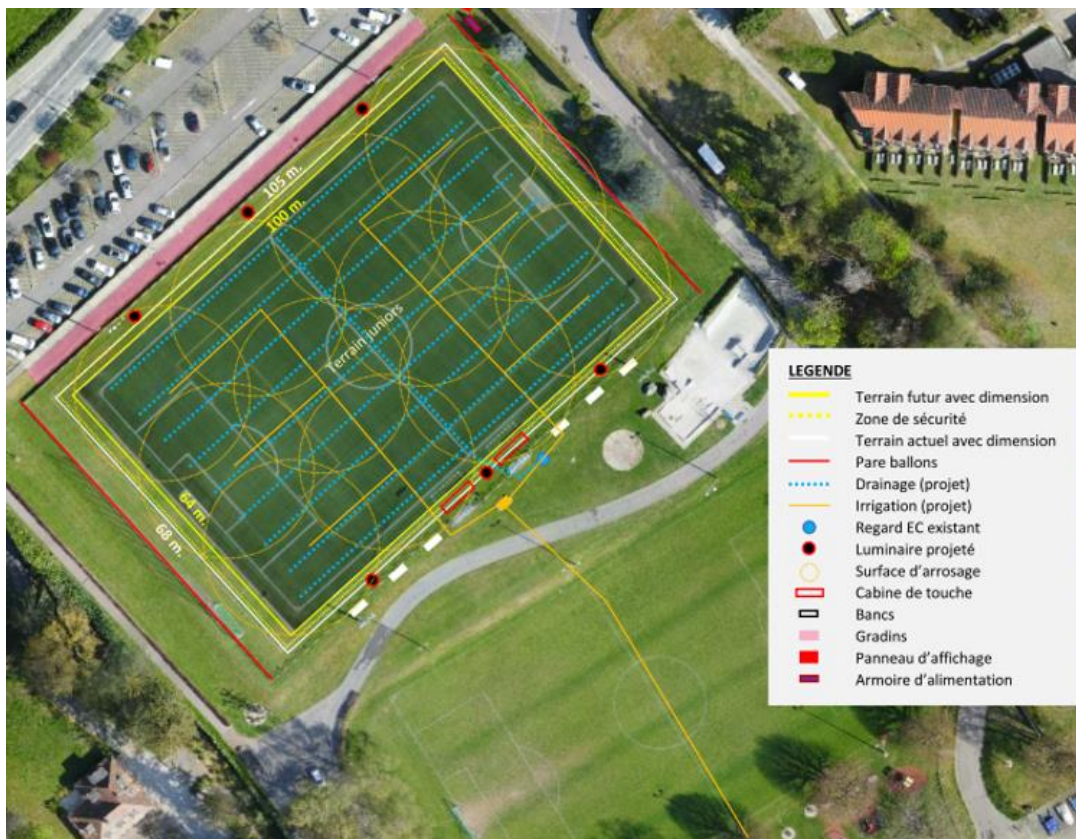 105 m.
100 m.
Terrain juniors
64 m.
68 m.
LEGENDE
Terrain futur avec dimension
Zone de sécurité
Terrain actuel avec dimension
Pare ballons
Drainage (projet)
Irrigation (projet)
Regard EC existant
Luminaire projeté
Surface d'arrosage
Cabine de touche
Bancs
Gradins
Panneau d'affichage
Armoire d'alimentation